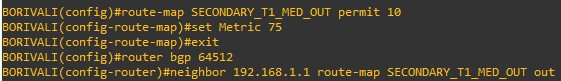 BORIVALI(config)#route-map SECONDARY_T1_MED_OUT permit 10
BORIVALI(config-route-map)#set Metric 75
BORIVALI(config-route-map)#exit
BORIVALI(config)#router bgp 64512
BORIVALI(config-router)#neighbor 192.168.1.1 route-map SECONDARY_T1_MED_OUT out